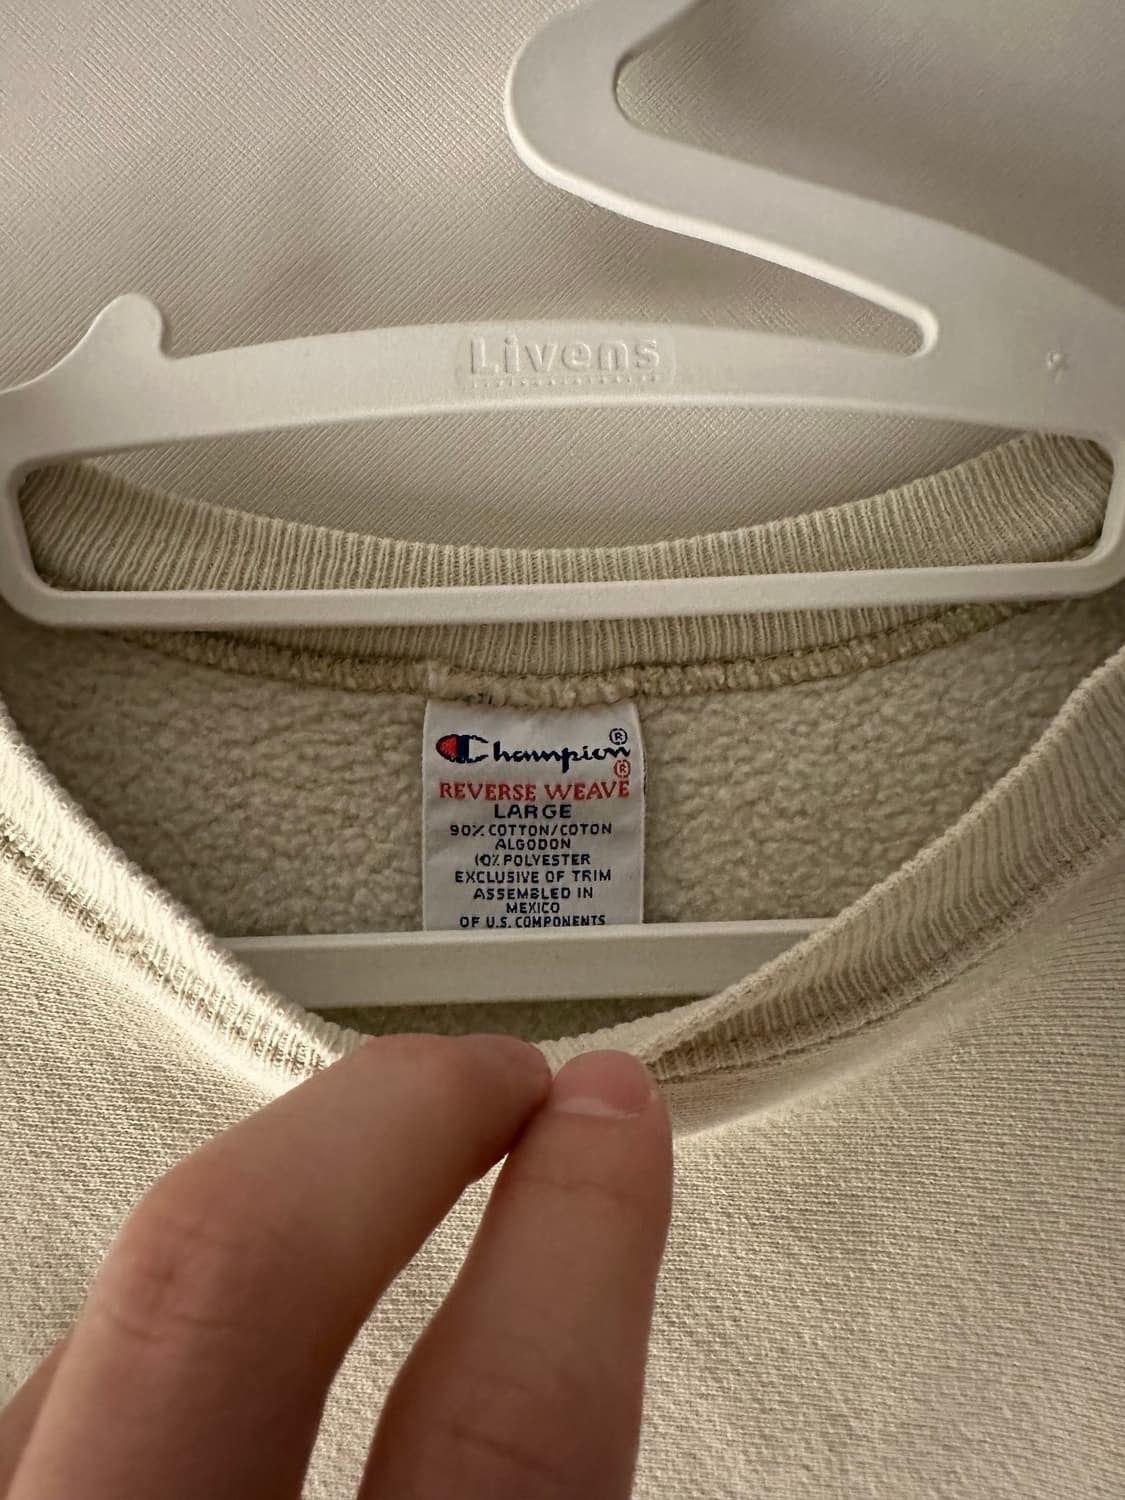 Livens
Champion®
REVERSE WEAVE®
LARGE
90% COTTON/COTON
ALGODON
10% POLYESTER
EXCLUSIVE OF TRIM
ASSEMBLED IN
MEXICO
OF U.S. COMPONENTS